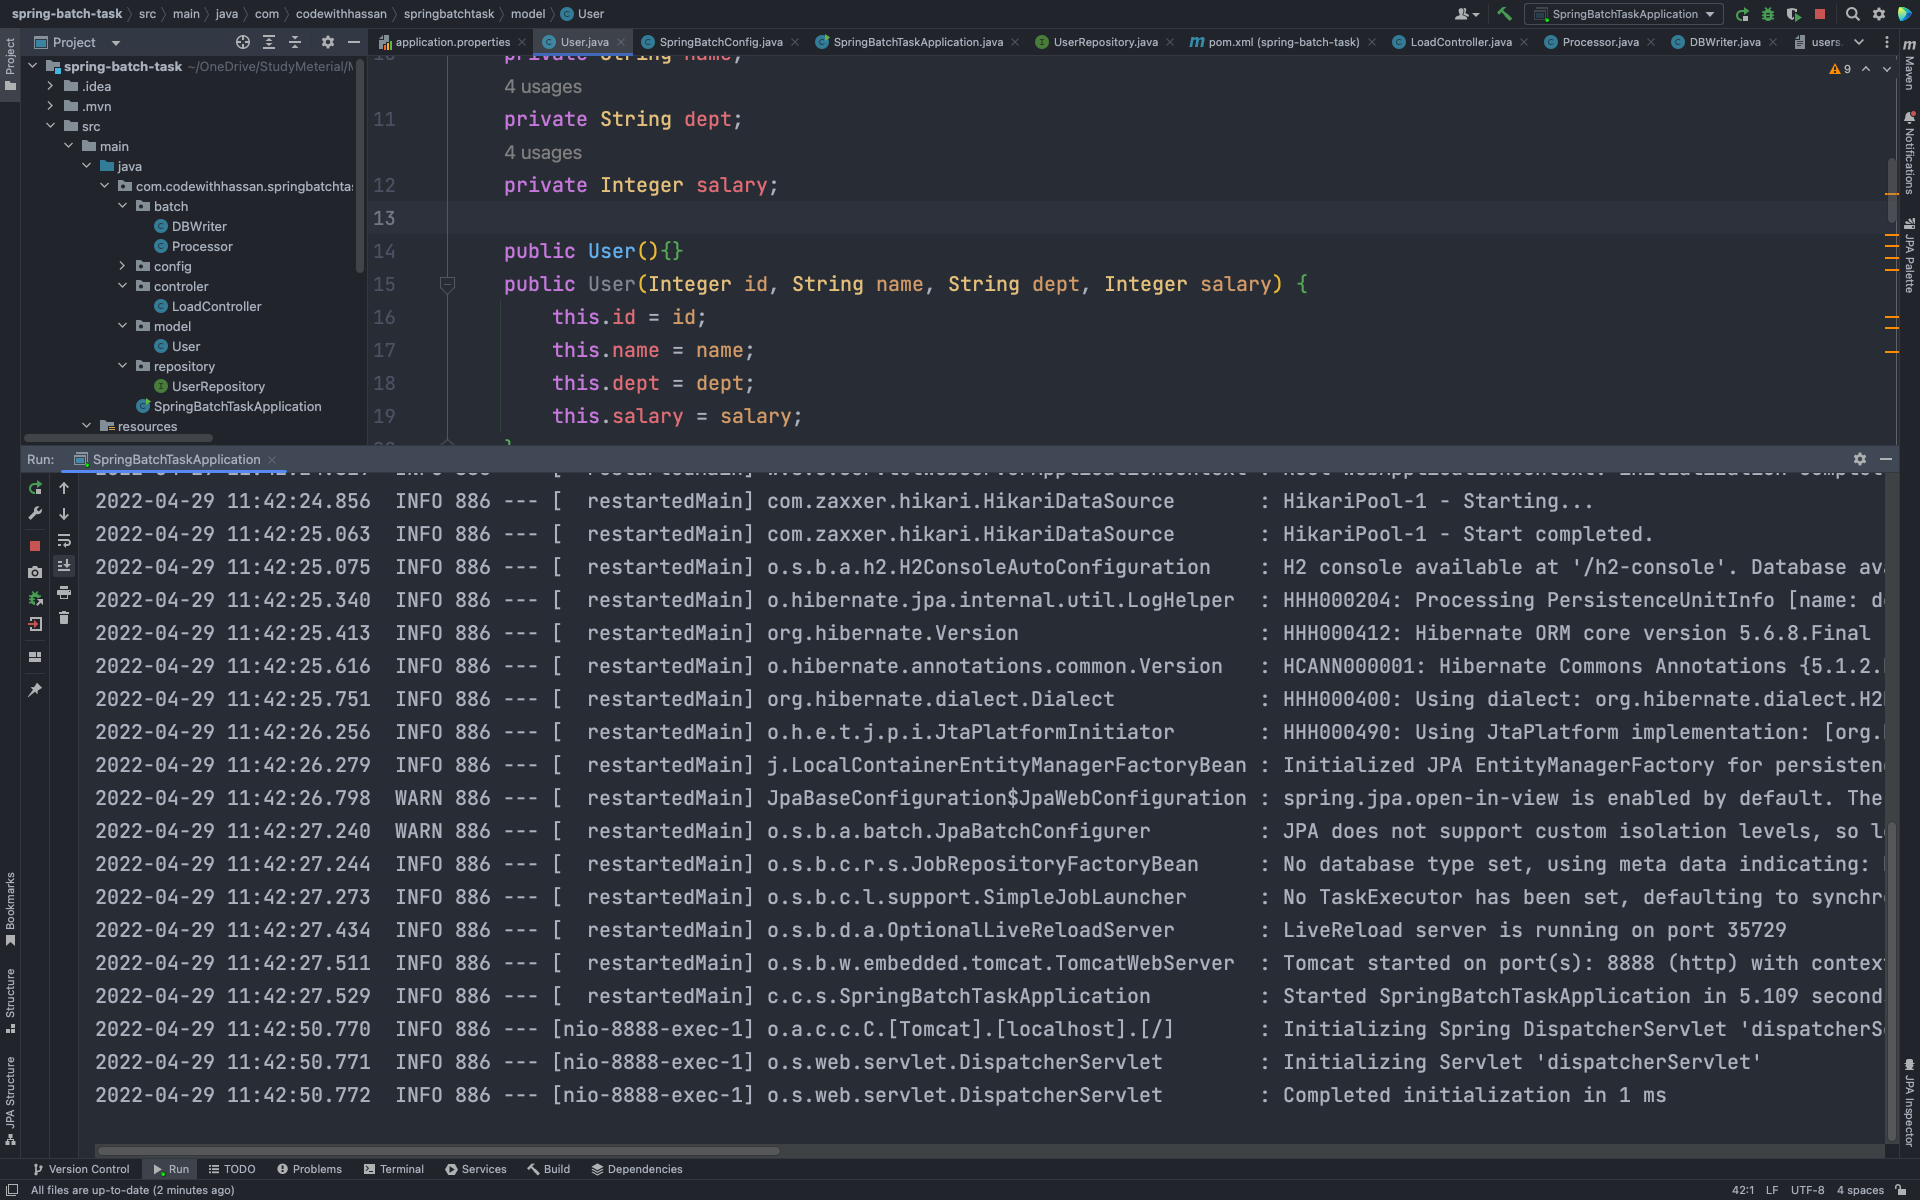 spring-batch-task src main java com codewithhassan springbatchtask model User
SpringBatchTaskApplication
Project
application.properties User.java SpringBatchConfig.java SpringBatchTaskApplication.java UserRepository.java pom.xml (spring-batch-task) LoadController.java Processor.java DBWriter.java users.
spring-batch-task ~/OneDrive/StudyMeterial/
.idea
.mvn
src
main
java
com.codewithhassan.springbatchta
batch
DBWriter
Processor
config
controler
LoadController
model
User
repository
UserRepository
SpringBatchTaskApplication
resources
9
private String name;
4 usages
11 private String dept;
4 usages
12 private Integer salary;
13
14 public User(){}
15 public User(Integer id, String name, String dept, Integer salary) {
16 this.id = id;
17 this.name = name;
18 this.dept = dept;
19 this.salary = salary;
}
Project
Bookmarks
Structure
JPA Structure
Maven
Notifications
JPA Palette
JPA Inspector
Run: SpringBatchTaskApplication
2022-04-29 11:42:24.856 INFO 886 --- [ restartedMain] com.zaxxer.hikari.HikariDataSource : HikariPool-1 - Starting...
2022-04-29 11:42:25.063 INFO 886 --- [ restartedMain] com.zaxxer.hikari.HikariDataSource : HikariPool-1 - Start completed.
2022-04-29 11:42:25.075 INFO 886 --- [ restartedMain] o.s.b.a.h2.H2ConsoleAutoConfiguration : H2 console available at '/h2-console'. Database av
2022-04-29 11:42:25.340 INFO 886 --- [ restartedMain] o.hibernate.jpa.internal.util.LogHelper : HHH000204: Processing PersistenceUnitInfo [name: d
2022-04-29 11:42:25.413 INFO 886 --- [ restartedMain] org.hibernate.Version : HHH000412: Hibernate ORM core version 5.6.8.Final
2022-04-29 11:42:25.616 INFO 886 --- [ restartedMain] o.hibernate.annotations.common.Version : HCANN000001: Hibernate Commons Annotations {5.1.2.
2022-04-29 11:42:25.751 INFO 886 --- [ restartedMain] org.hibernate.dialect.Dialect : HHH000400: Using dialect: org.hibernate.dialect.H2
2022-04-29 11:42:26.256 INFO 886 --- [ restartedMain] o.h.e.t.j.p.i.JtaPlatformInitiator : HHH000490: Using JtaPlatform implementation: [org.
2022-04-29 11:42:26.279 INFO 886 --- [ restartedMain] j.LocalContainerEntityManagerFactoryBean : Initialized JPA EntityManagerFactory for persisten
2022-04-29 11:42:26.798 WARN 886 --- [ restartedMain] JpaBaseConfiguration$JpaWebConfiguration : spring.jpa.open-in-view is enabled by default. The
2022-04-29 11:42:27.240 WARN 886 --- [ restartedMain] o.s.b.a.batch.JpaBatchConfigurer : JPA does not support custom isolation levels, so l
2022-04-29 11:42:27.244 INFO 886 --- [ restartedMain] o.s.b.c.r.s.JobRepositoryFactoryBean : No database type set, using meta data indicating:
2022-04-29 11:42:27.273 INFO 886 --- [ restartedMain] o.s.b.c.l.support.SimpleJobLauncher : No TaskExecutor has been set, defaulting to synchr
2022-04-29 11:42:27.434 INFO 886 --- [ restartedMain] o.s.b.d.a.OptionalLiveReloadServer : LiveReload server is running on port 35729
2022-04-29 11:42:27.511 INFO 886 --- [ restartedMain] o.s.b.w.embedded.tomcat.TomcatWebServer : Tomcat started on port(s): 8888 (http) with contex
2022-04-29 11:42:27.529 INFO 886 --- [ restartedMain] c.c.s.SpringBatchTaskApplication : Started SpringBatchTaskApplication in 5.109 second
2022-04-29 11:42:50.770 INFO 886 --- [nio-8888-exec-1] o.a.c.c.C.[Tomcat].[localhost].[/] : Initializing Spring DispatcherServlet 'dispatcherS
2022-04-29 11:42:50.771 INFO 886 --- [nio-8888-exec-1] o.s.web.servlet.DispatcherServlet : Initializing Servlet 'dispatcherServlet'
2022-04-29 11:42:50.772 INFO 886 --- [nio-8888-exec-1] o.s.web.servlet.DispatcherServlet : Completed initialization in 1 ms
Version Control Run TODO Problems Terminal Services Build Dependencies
All files are up-to-date (2 minutes ago) 42:1 LF UTF-8 4 spaces